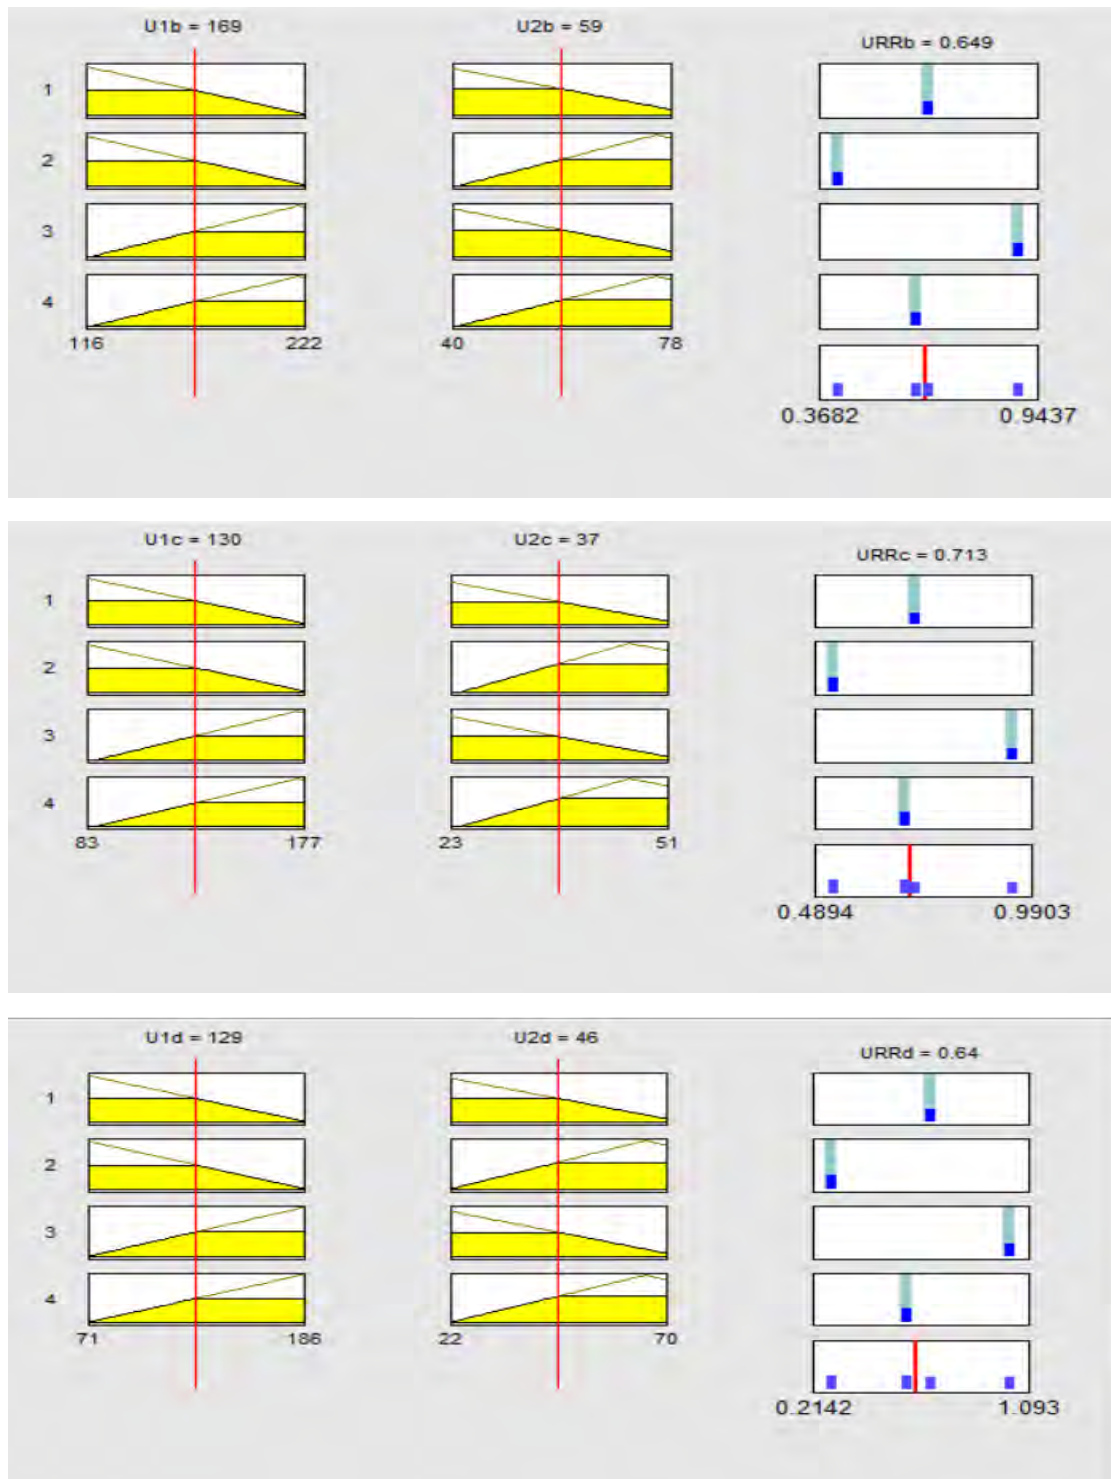 U1b = 169 U2b = 59 URRb = 0.649
1
2
3
4
116 222 40 78
0.3682 0.9437
U1c = 130 U2c = 37 URRc = 0.713
1
2
3
4
83 177 23 51
0.4894 0.9903
U1d = 129 U2d = 46 URRd = 0.64
1
2
3
4
71 186 22 70
0.2142 1.093